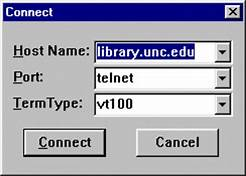 Connect
Host Name: library.unc.edu
Port: telnet
TermType: vt100
Connect Cancel